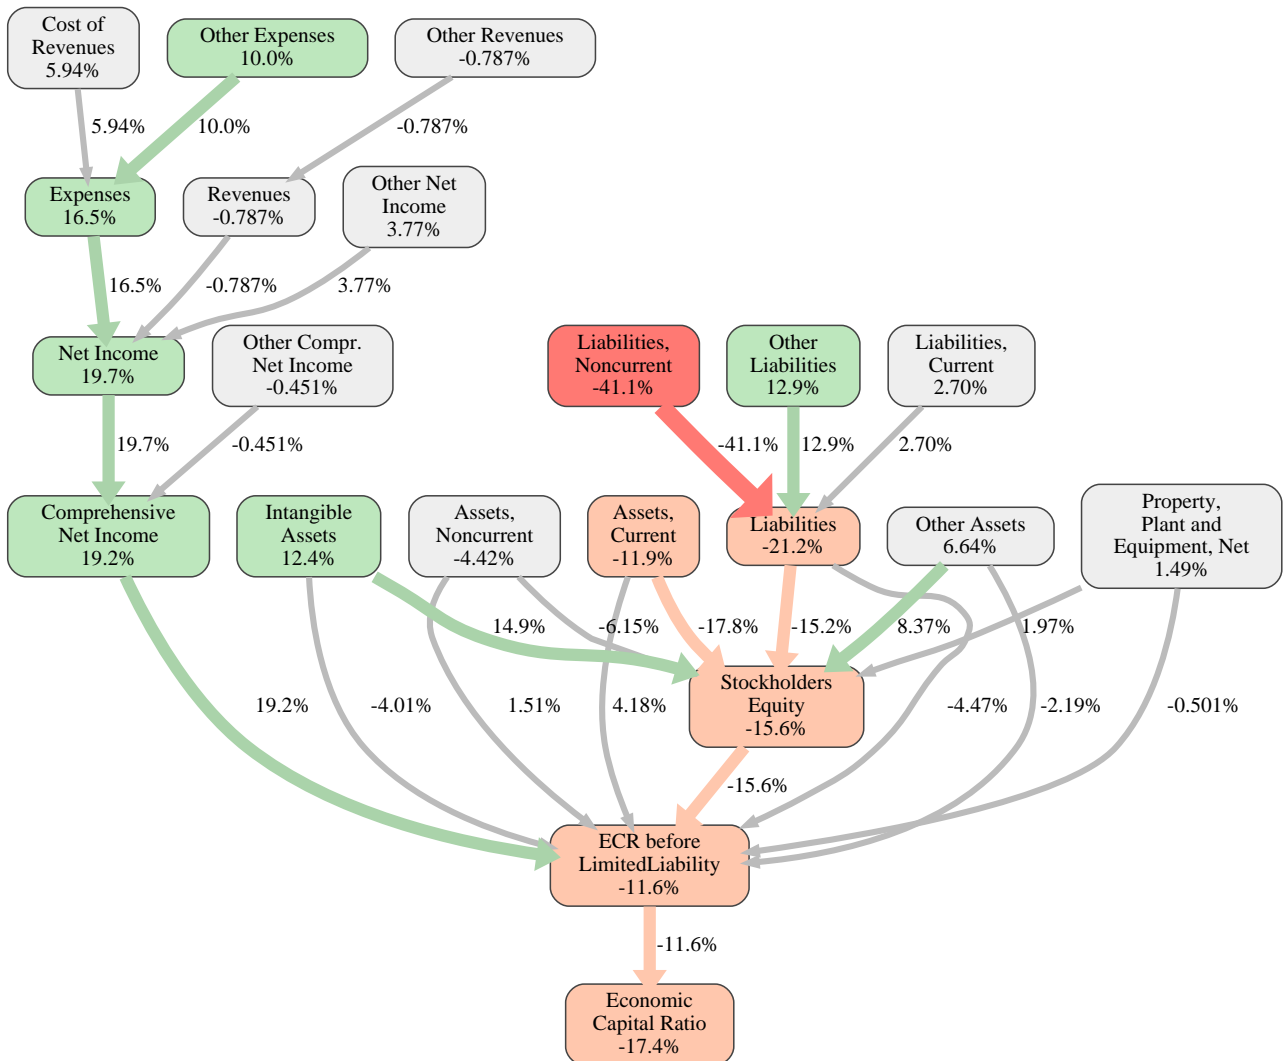 Cost of
Revenues
5.94%
Other Expenses
10.0%
Other Revenues
-0.787%
5.94%
10.0%
-0.787%
Expenses
16.5%
Revenues
-0.787%
Other Net
Income
3.77%
16.5%
-0.787%
3.77%
Net Income
19.7%
Other Compr.
Net Income
-0.451%
Liabilities,
Noncurrent
-41.1%
Other
Liabilities
12.9%
Liabilities,
Current
2.70%
19.7%
-0.451%
-41.1%
12.9%
2.70%
Comprehensive
Net Income
19.2%
Intangible
Assets
12.4%
Assets,
Noncurrent
-4.42%
Assets,
Current
-11.9%
Liabilities
-21.2%
Other Assets
6.64%
Property,
Plant and
Equipment, Net
1.49%
14.9%
-6.15%
-17.8%
-15.2%
8.37%
1.97%
Stockholders
Equity
-15.6%
19.2%
-4.01%
1.51%
4.18%
-4.47%
-2.19%
-0.501%
-15.6%
ECR before
LimitedLiability
-11.6%
-11.6%
Economic
Capital Ratio
-17.4%